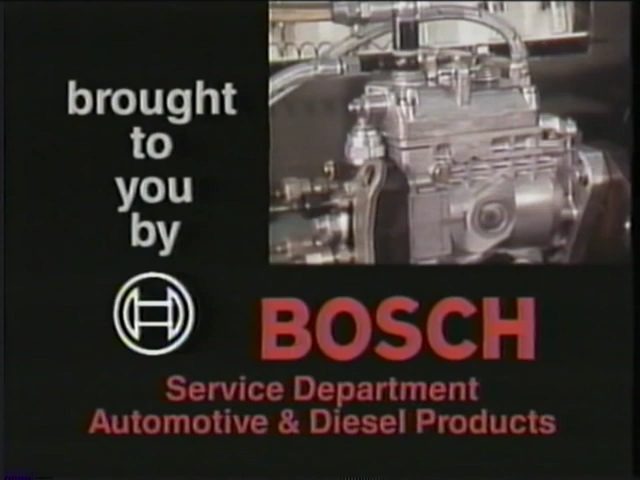 brought
to
you
by
BOSCH
Service Department
Automotive & Diesel Products